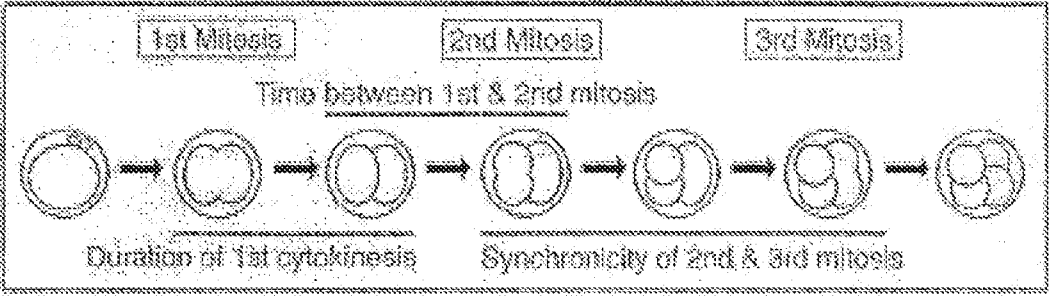 1st Mitosis 2nd Mitosis 3rd Mitosis
Time between 1st & 2nd mitosis
Duration of 1st cytokinesis Synchronicity of 2nd & 3rd mitosis